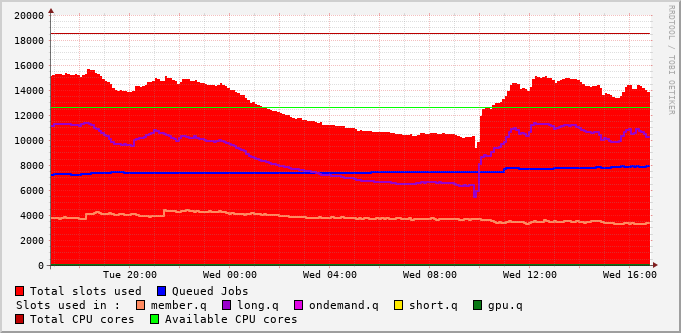 RRDTOOL / TOBI OETIKER
20000
18000
16000
14000
12000
10000
8000
6000
4000
2000
0
Tue 20:00 Wed 00:00 Wed 04:00 Wed 08:00 Wed 12:00 Wed 16:00
Total slots used Queued Jobs
Slots used in : member.q long.q ondemand.q short.q gpu.q
Total CPU cores Available CPU cores